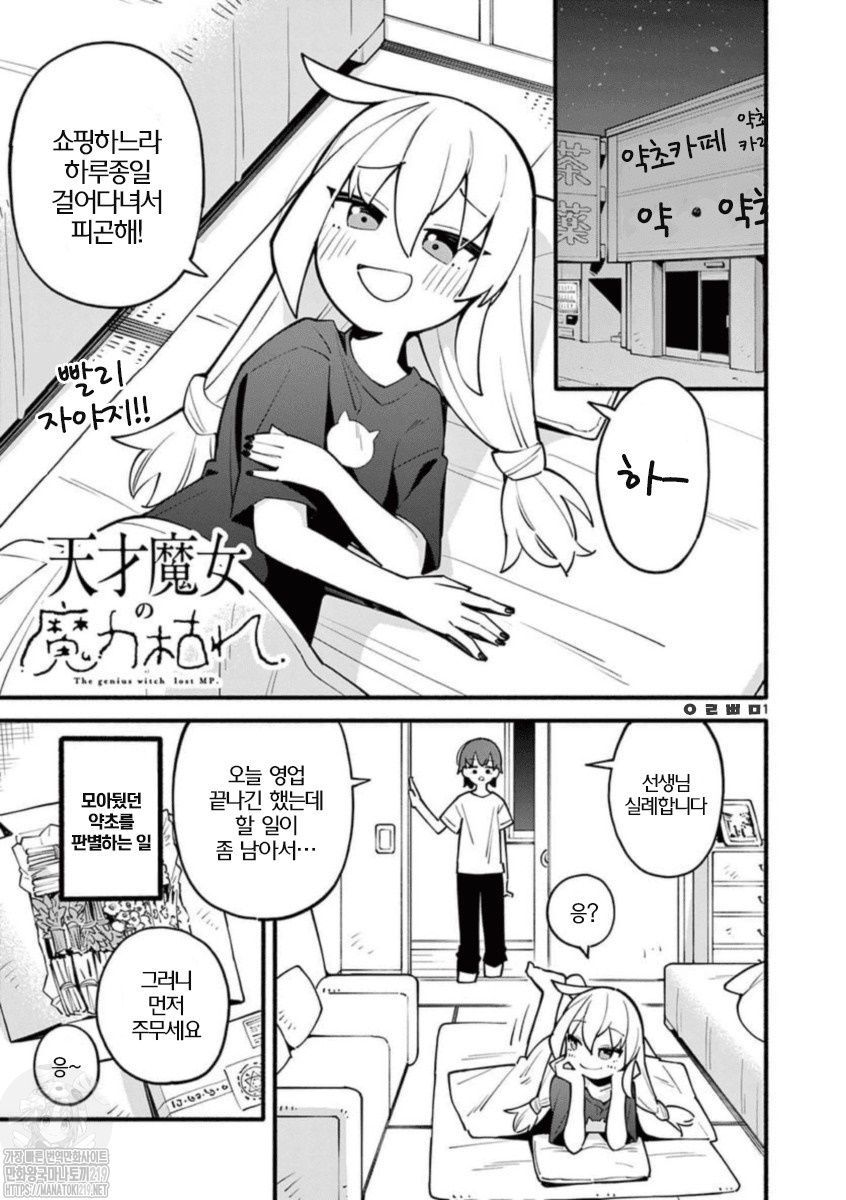 茶
薬
약초카페
약・약초
하~
쇼핑하느라
하루종일
걸어다녀서
피곤해!
빨리
자야지!!
天才魔女
の
魔力枯れ
The genius witch lost MP.
ㅇㄹㅃㅁ1
선생님
실례합니다
응?
오늘 영업
끝나긴 했는데
할 일이
좀 남아서…
모아뒀던
약초를
판별하는 일
그러니
먼저
주무세요
응~
가장 빠른 번역만화사이트
만화왕국마나토끼219
HTTPS://MANATOKI219.NET